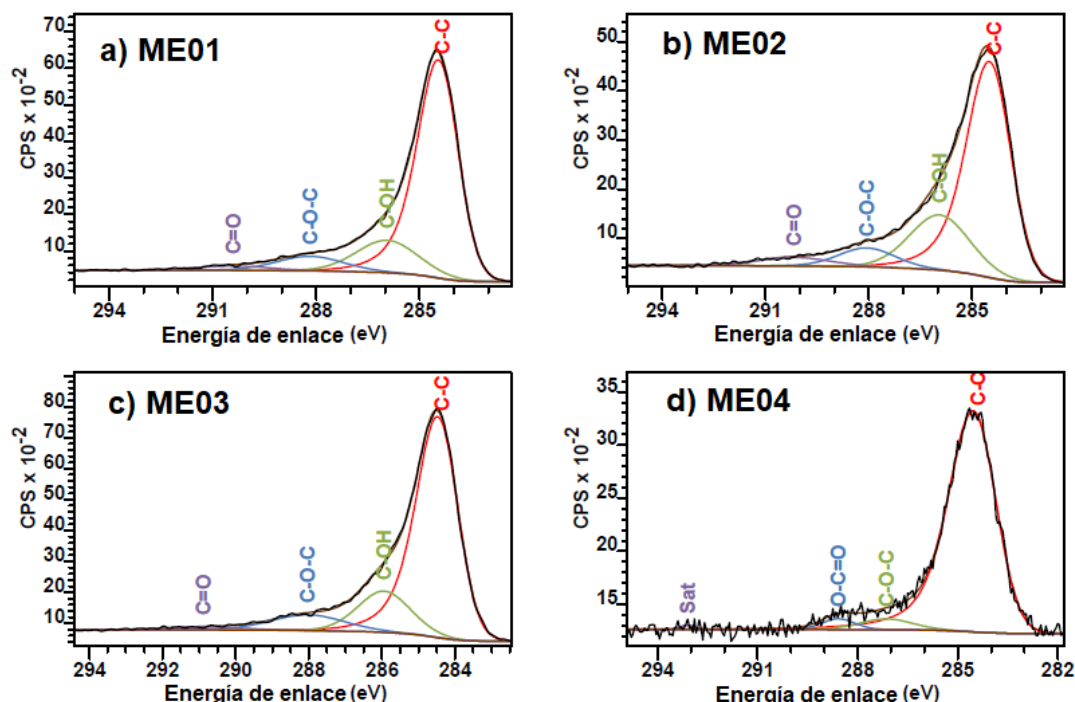 a) ME01
C-C
C-OH
C-O-C
C=O
CPS x 10-2
70
60
50
40
30
20
10
294
291
288
285
Energía de enlace (eV)
b) ME02
C-C
C-OH
C-O-C
C=O
CPS x 10-2
50
40
30
20
10
294
291
288
285
Energía de enlace (eV)
c) ME03
C-C
C-OH
C-O-C
C=O
CPS x 10-2
80
70
60
50
40
30
20
10
294
292
290
288
286
284
Energía de enlace (eV)
d) ME04
C-C
C-O-C
O-C=O
Sat
CPS x 10-2
35
30
25
20
15
294
291
288
285
282
Energía de enlace (eV)